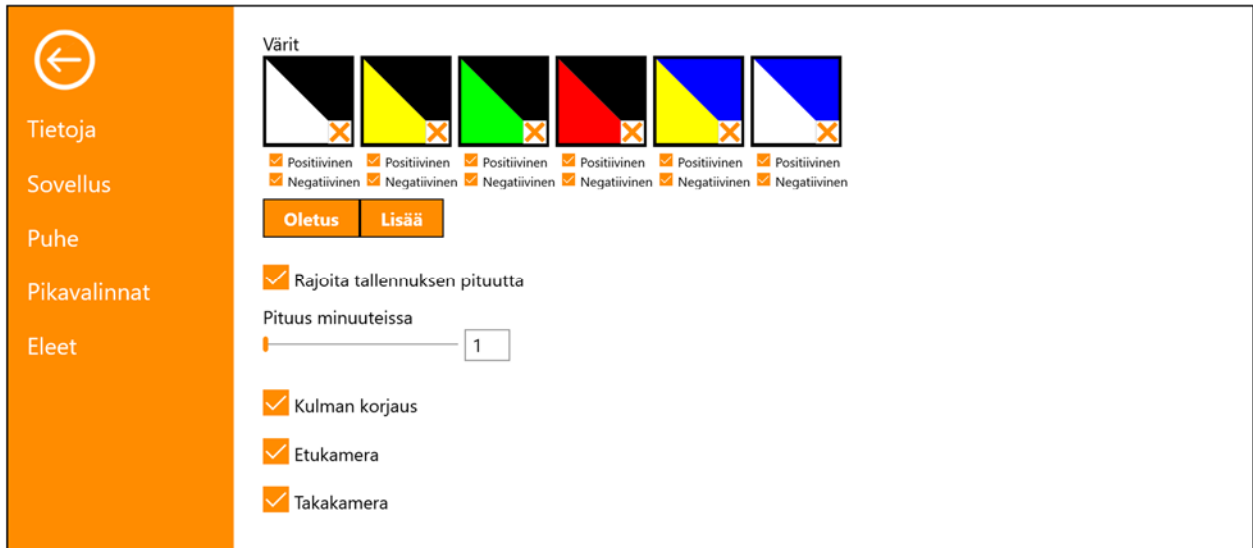 Tietoja
Sovellus
Puhe
Pikavalinnat
Eleet
Värit
Positiivinen Positiivinen Positiivinen Positiivinen Positiivinen Positiivinen
Negatiivinen Negatiivinen Negatiivinen Negatiivinen Negatiivinen Negatiivinen
Oletus Lisää
Rajoita tallennuksen pituutta
Pituus minuuteissa
1
Kulman korjaus
Etukamera
Takakamera